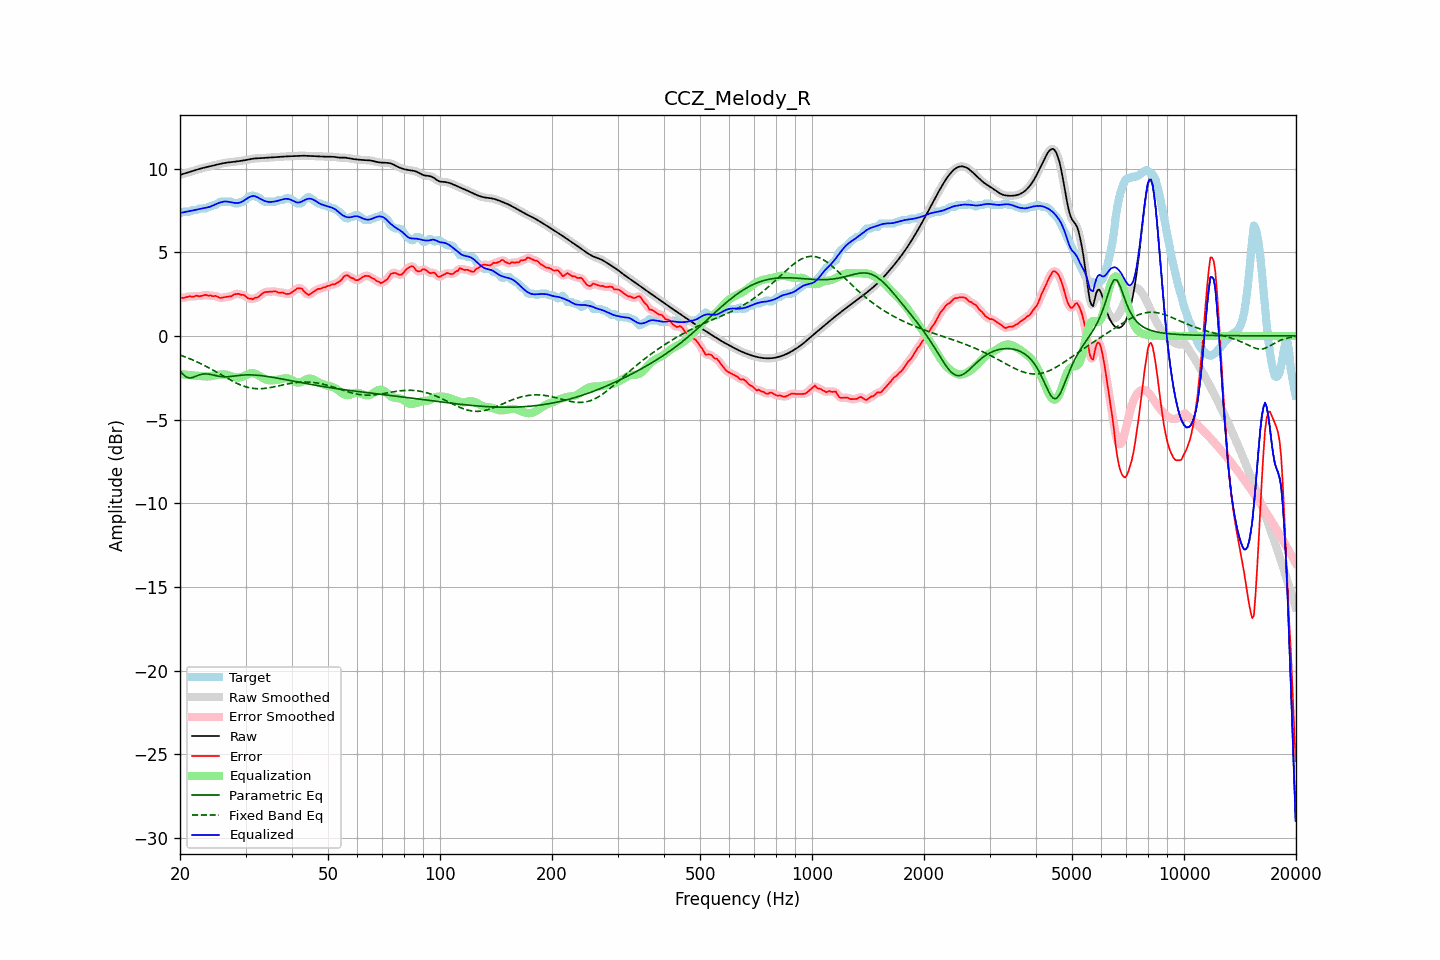 CCZ_Melody_R
Amplitude (dBr)
10
5
0
−5
−10
−15
−20
−25
−30
Target
Raw Smoothed
Error Smoothed
Raw
Error
Equalization
Parametric Eq
Fixed Band Eq
Equalized
20 50 100 200 500 1000 2000 5000 10000 20000
Frequency (Hz)